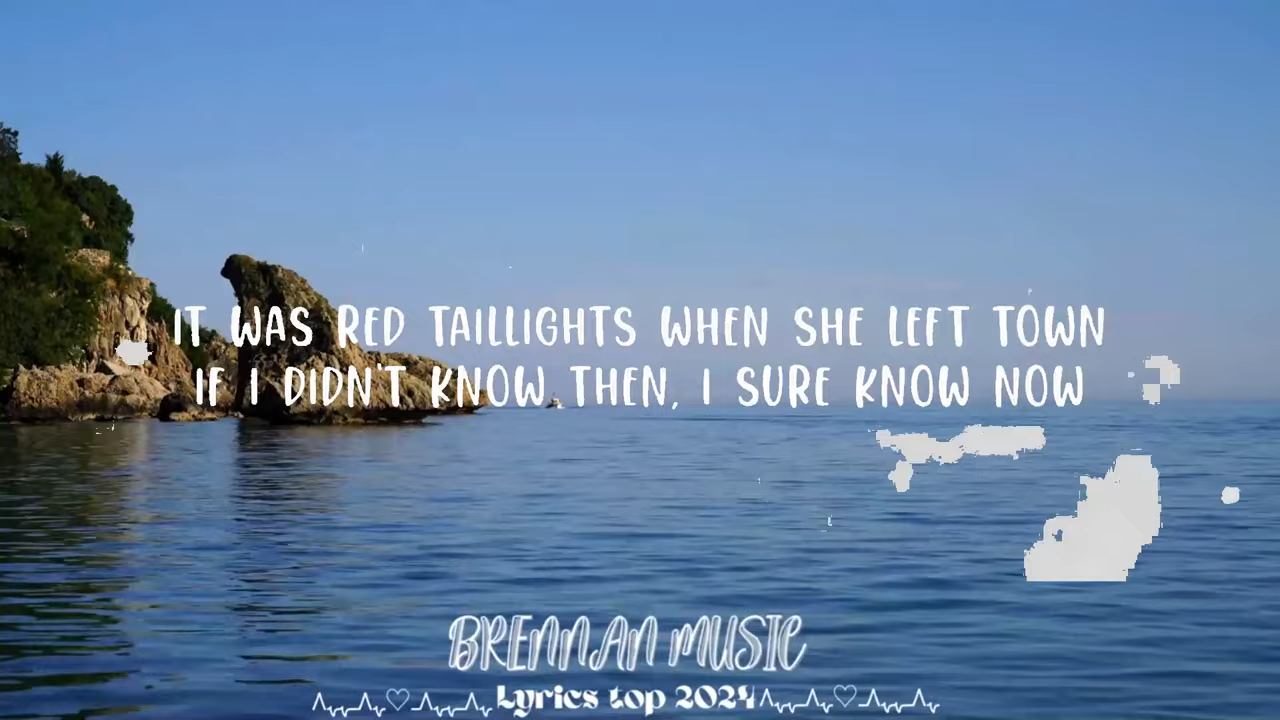 IT WAS RED TAILLIGHTS WHEN SHE LEFT TOWN
IF I DIDN'T KNOW THEN, I SURE KNOW NOW
BRENNAN MUSIC
Lyrics top 2024